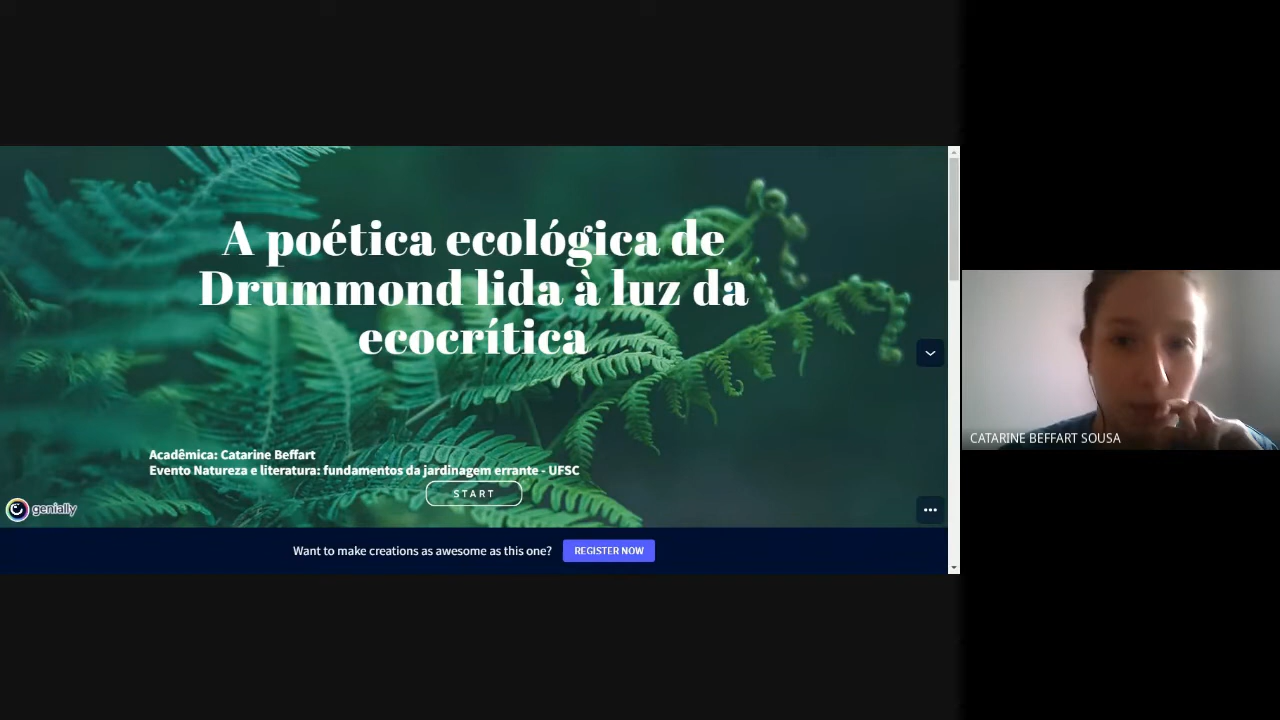 A poética ecológica de
Drummond lida à luz da
ecocrítica
Acadêmica: Catarine Beffart
Evento Natureza e literatura: fundamentos da jardinagem errante - UFSC
START
genially
Want to make creations as awesome as this one?
REGISTER NOW
CATARINE BEFFART SOUSA